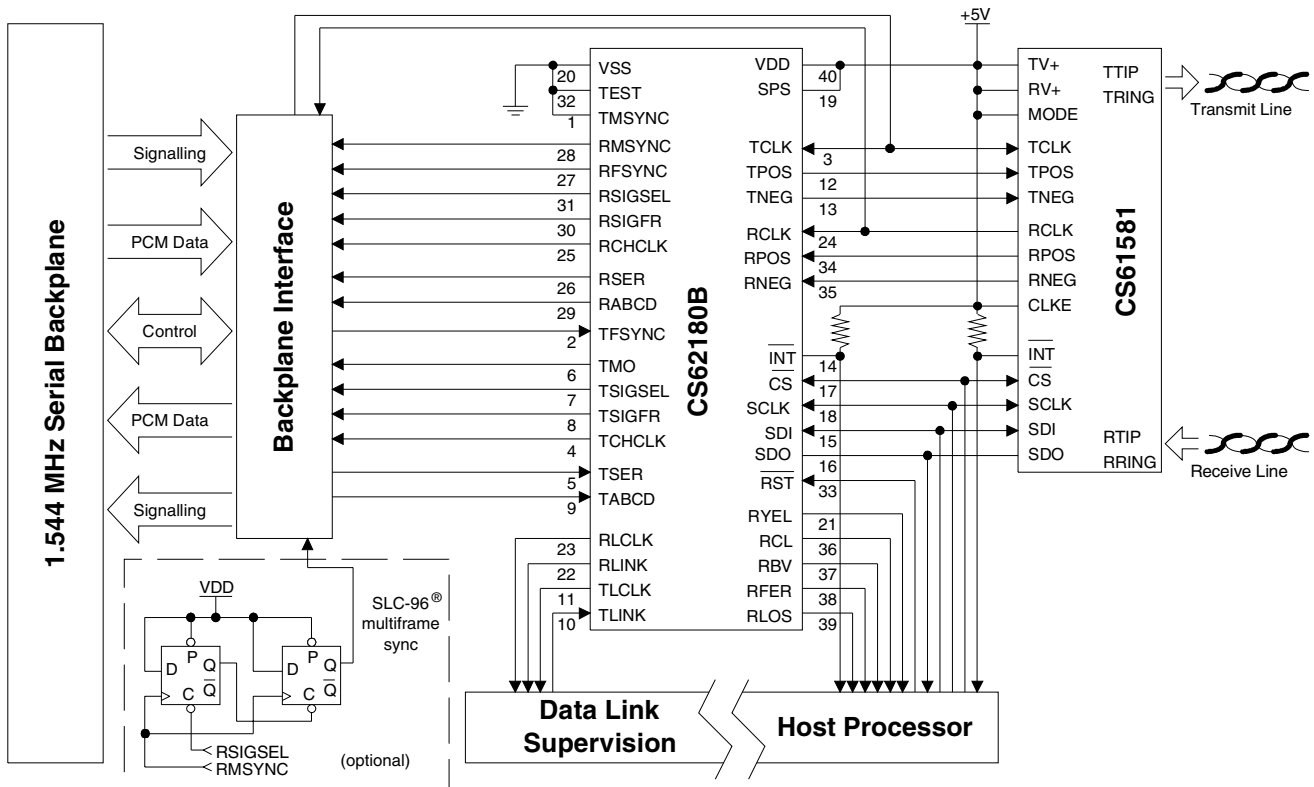 1.544 MHz Serial Backplane
Signalling
PCM Data
Control
PCM Data
Signalling
Backplane Interface
CS62180B
VSS
20
TEST
32
TMSYNC
1
RMSYNC
28
RFSYNC
27
RSIGSEL
31
RSIGFR
30
RCHCLK
25
RSER
26
RABCD
29
TFSYNC
2
TMO
6
TSIGSEL
7
TSIGFR
8
TCHCLK
4
TSER
5
TABCD
9
RLCLK
23
RLINK
22
TLCLK
11
TLINK
10
VDD
40
SPS
19
TCLK
3
TPOS
12
TNEG
13
RCLK
24
RPOS
34
RNEG
35
INT
14
CS
17
SCLK
18
SDI
15
SDO
16
RST
33
RYEL
21
RCL
36
RBV
37
RFER
38
RLOS
39
+5V
CS61581
TV+
RV+
MODE
TCLK
TPOS
TNEG
RCLK
RPOS
RNEG
CLKE
INT
CS
SCLK
SDI
SDO
TTIP
TRING
Transmit Line
RTIP
RRING
Receive Line
VDD
SLC-96®
multiframe
sync
D P Q
C Q
D P Q
C Q
RSIGSEL
RMSYNC
(optional)
Data Link
Supervision
Host Processor